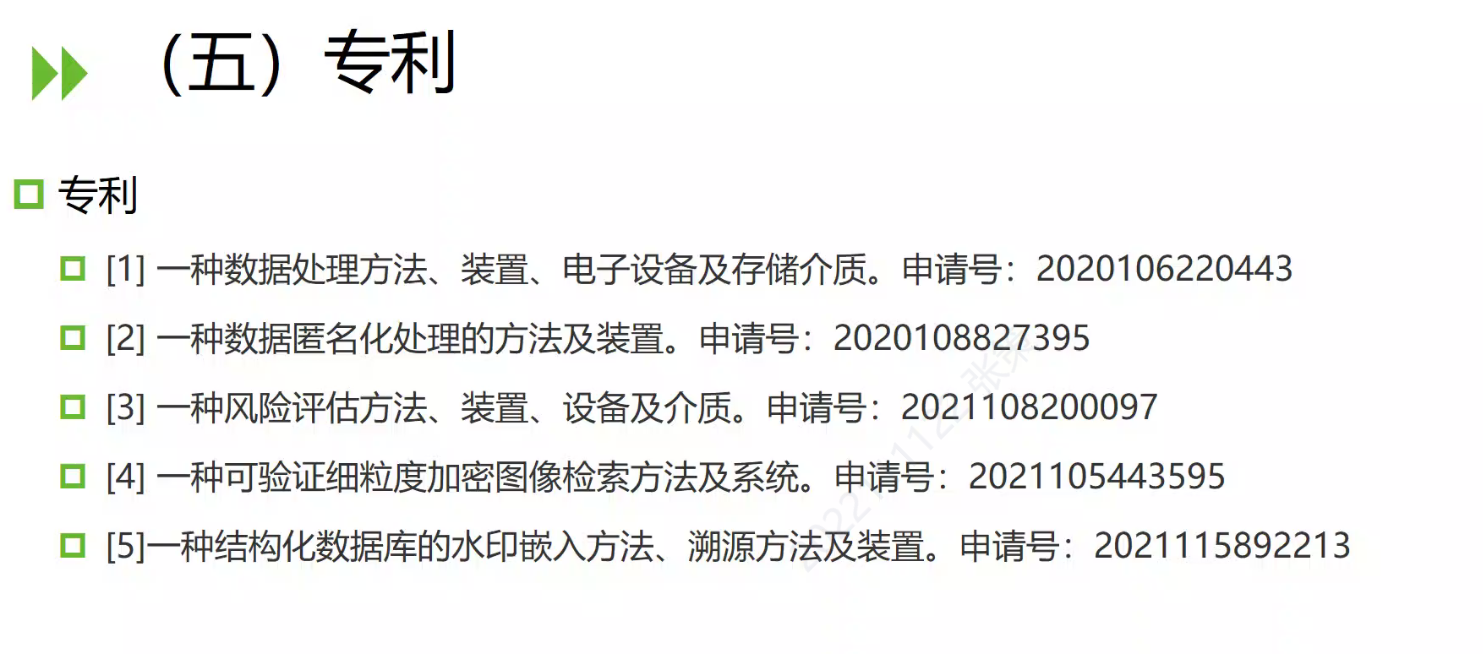 （五）专利
专利
[1] 一种数据处理方法、装置、电子设备及存储介质。申请号：2020106220443
[2] 一种数据匿名化处理的方法及装置。申请号：2020108827395
[3] 一种风险评估方法、装置、设备及介质。申请号：2021108200097
[4] 一种可验证细粒度加密图像检索方法及系统。申请号：2021105443595
[5]一种结构化数据库的水印嵌入方法、溯源方法及装置。申请号：2021115892213